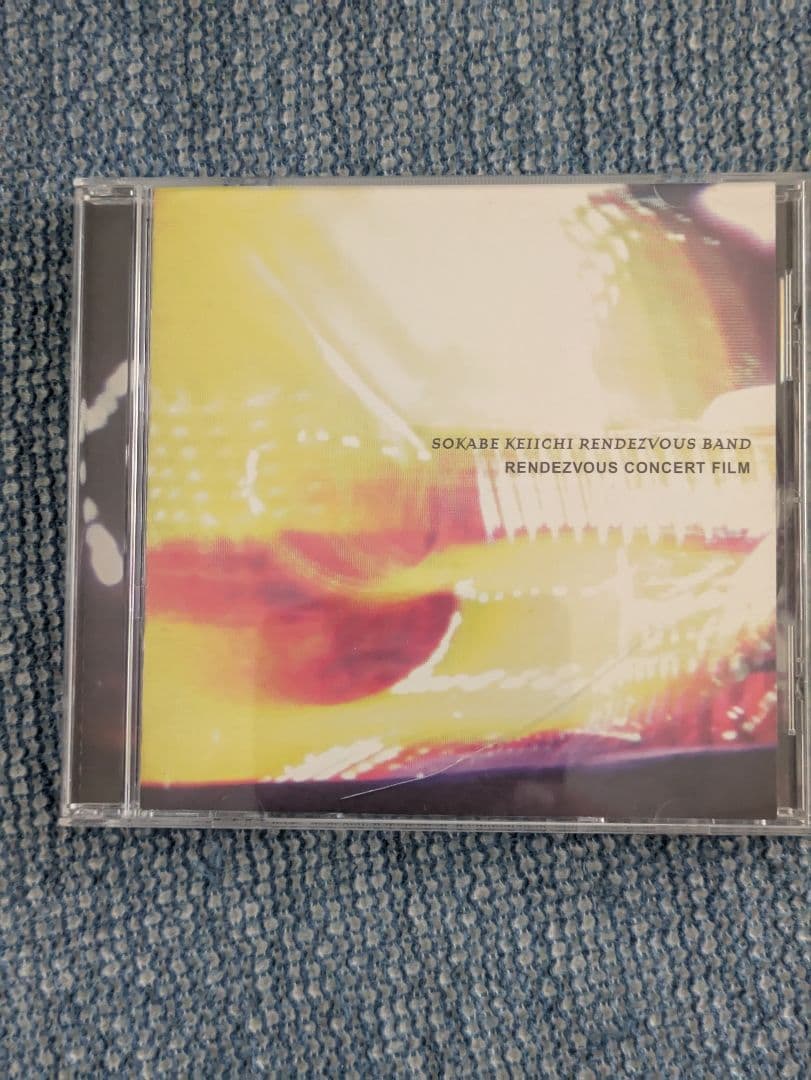 SOKABE KEIICHI RENDEZVOUS BAND
RENDEZVOUS CONCERT FILM